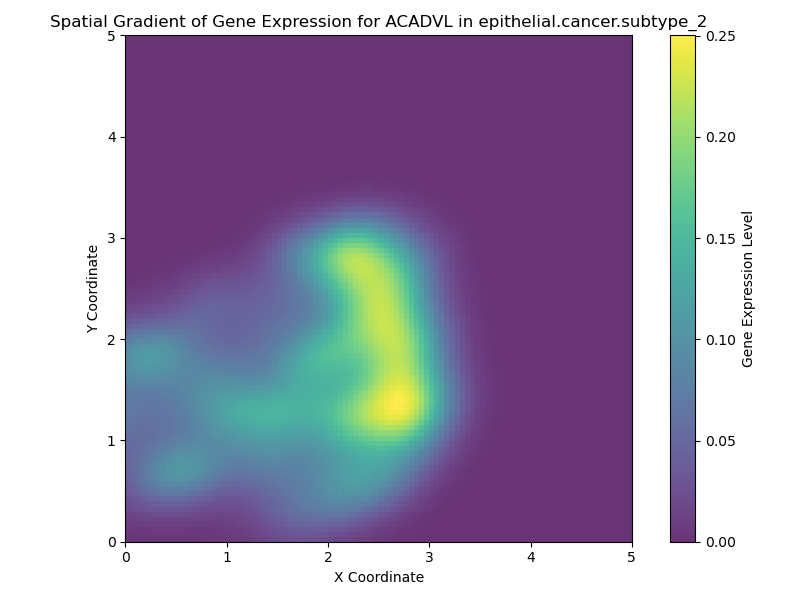 Spatial Gradient of Gene Expression for ACADVL in epithelial.cancer.subtype_2
5
4
3
2
1
0
Y Coordinate
0 1 2 3 4 5
X Coordinate
0.25
0.20
0.15
0.10
0.05
0.00
Gene Expression Level